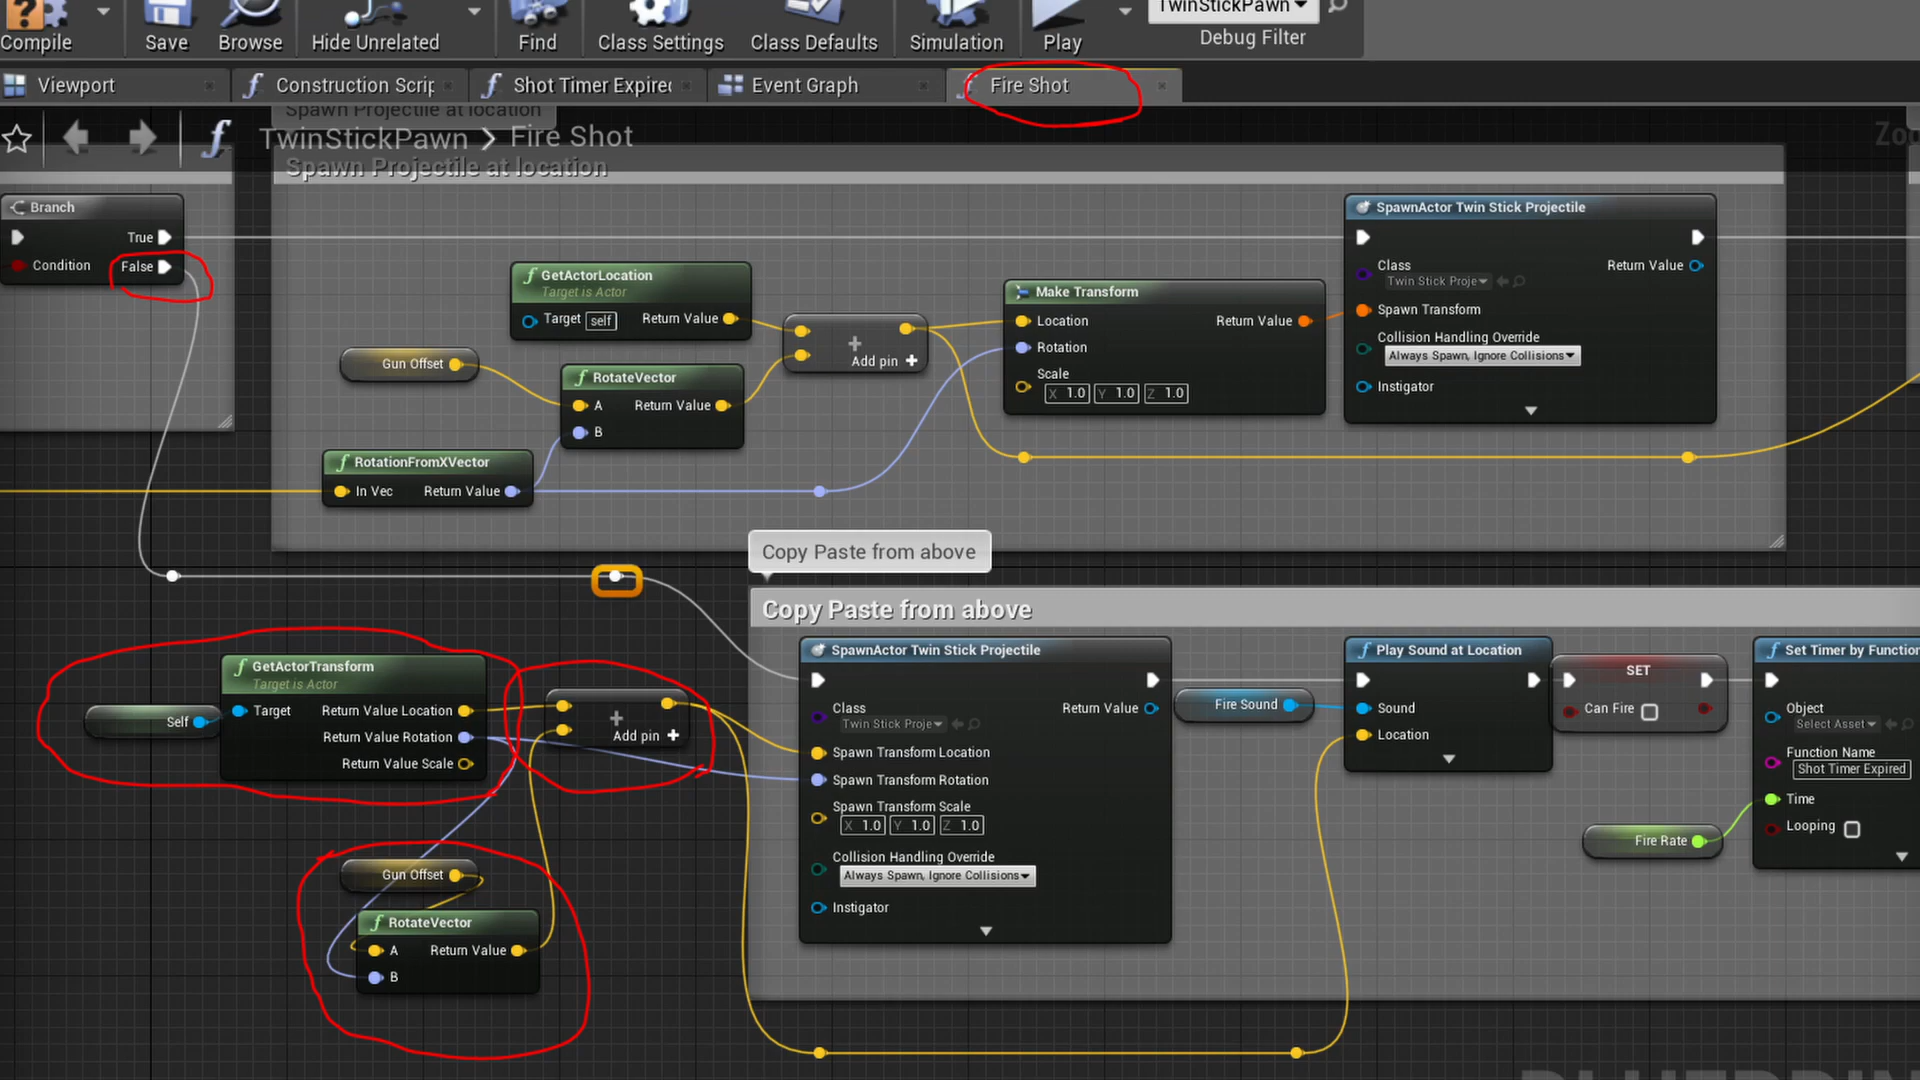 Compile
Save
Browse
Hide Unrelated
Find
Class Settings
Class Defaults
Simulation
Play
TwinStickPawn
Debug Filter
Viewport
Construction Scrip
Shot Timer Expired
Event Graph
Fire Shot
Spawn Projectile at location
TwinStickPawn > Fire Shot
Zoo
Spawn Projectile at location
Branch
True
Condition
False
GetActorLocation
Target is Actor
Target self
Return Value
Gun Offset
RotateVector
A
Return Value
B
Add pin
RotationFromXVector
In Vec
Return Value
Make Transform
Location
Return Value
Rotation
Scale
X 1.0 Y 1.0 Z 1.0
SpawnActor Twin Stick Projectile
Class
Twin Stick Proje
Return Value
Spawn Transform
Collision Handling Override
Always Spawn, Ignore Collisions
Instigator
Copy Paste from above
Copy Paste from above
GetActorTransform
Target is Actor
Self
Target
Return Value Location
Return Value Rotation
Return Value Scale
Add pin
Gun Offset
RotateVector
A
Return Value
B
SpawnActor Twin Stick Projectile
Class
Twin Stick Proje
Return Value
Spawn Transform Location
Spawn Transform Rotation
Spawn Transform Scale
X 1.0 Y 1.0 Z 1.0
Collision Handling Override
Always Spawn, Ignore Collisions
Instigator
Fire Sound
Play Sound at Location
Sound
Location
SET
Can Fire
Fire Rate
Set Timer by Function
Object
Select Asset
Function Name
Shot Timer Expired
Time
Looping